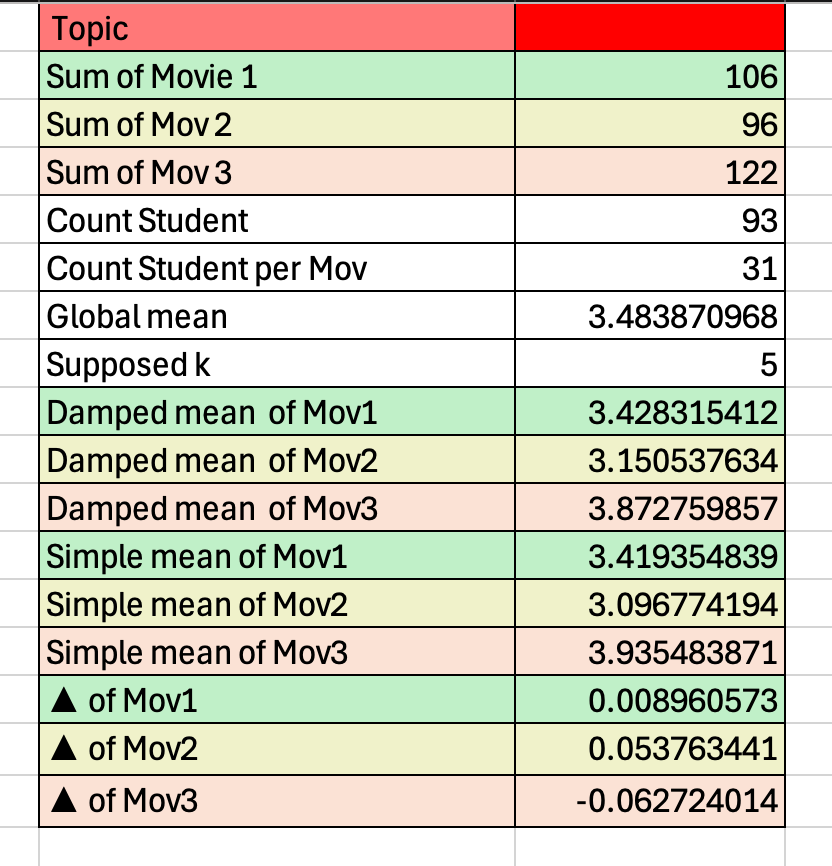 Topic
Sum of Movie 1 106
Sum of Mov 2 96
Sum of Mov 3 122
Count Student 93
Count Student per Mov 31
Global mean 3.483870968
Supposed k 5
Damped mean of Mov1 3.428315412
Damped mean of Mov2 3.150537634
Damped mean of Mov3 3.872759857
Simple mean of Mov1 3.419354839
Simple mean of Mov2 3.096774194
Simple mean of Mov3 3.935483871
▲ of Mov1 0.008960573
▲ of Mov2 0.053763441
▲ of Mov3 -0.062724014